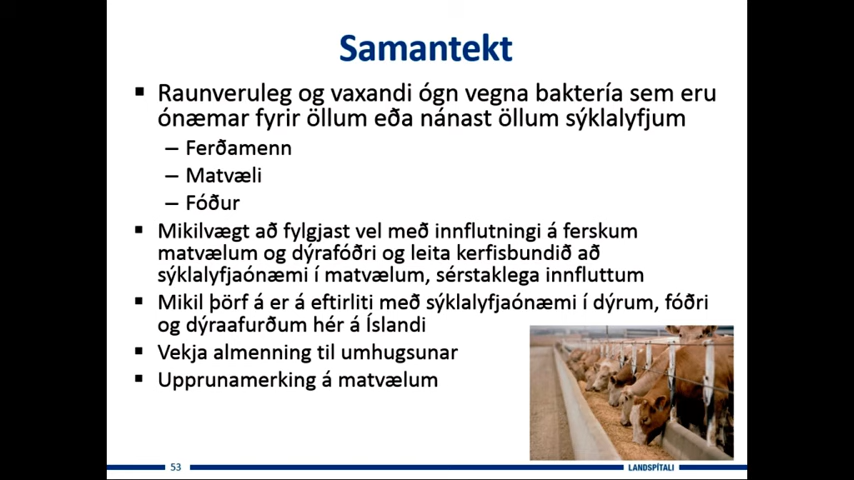 Samantekt
▪ Raunveruleg og vaxandi ógn vegna baktería sem eru
ónæmar fyrir öllum eða nánast öllum sýklalyfjum
– Ferðamenn
– Matvæli
– Fóður
▪ Mikilvægt að fylgjast vel með innflutningi á ferskum
matvælum og dýrafóðri og leita kerfisbundið að
sýklalyfjaónæmi í matvælum, sérstaklega innfluttum
▪ Mikil þörf á er á eftirliti með sýklalyfjaónæmi í dýrum, fóðri
og dýraafurðum hér á Íslandi
▪ Vekja almenning til umhugsunar
▪ Upprunamerking á matvælum
53
LANDSPÍTALI